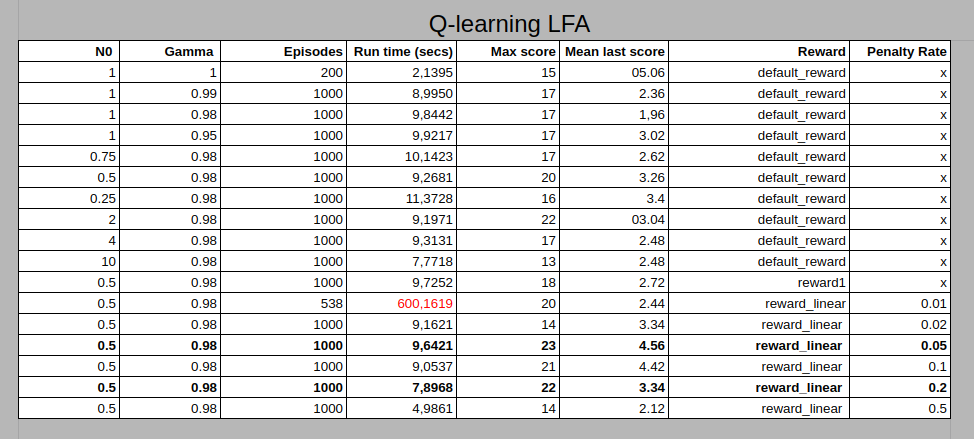 Q-learning LFA
N0 Gamma Episodes Run time (secs) Max score Mean last score Reward Penalty Rate
1 1 200 2,1395 15 05.06 default_reward x
1 0.99 1000 8,9950 17 2.36 default_reward x
1 0.98 1000 9,8442 17 1,96 default_reward x
1 0.95 1000 9,9217 17 3.02 default_reward x
0.75 0.98 1000 10,1423 17 2.62 default_reward x
0.5 0.98 1000 9,2681 20 3.26 default_reward x
0.25 0.98 1000 11,3728 16 3.4 default_reward x
2 0.98 1000 9,1971 22 03.04 default_reward x
4 0.98 1000 9,3131 17 2.48 default_reward x
10 0.98 1000 7,7718 13 2.48 default_reward x
0.5 0.98 1000 9,7252 18 2.72 reward1 x
0.5 0.98 538 600,1619 20 2.44 reward_linear 0.01
0.5 0.98 1000 9,1621 14 3.34 reward_linear 0.02
0.5 0.98 1000 9,6421 23 4.56 reward_linear 0.05
0.5 0.98 1000 9,0537 21 4.42 reward_linear 0.1
0.5 0.98 1000 7,8968 22 3.34 reward_linear 0.2
0.5 0.98 1000 4,9861 14 2.12 reward_linear 0.5